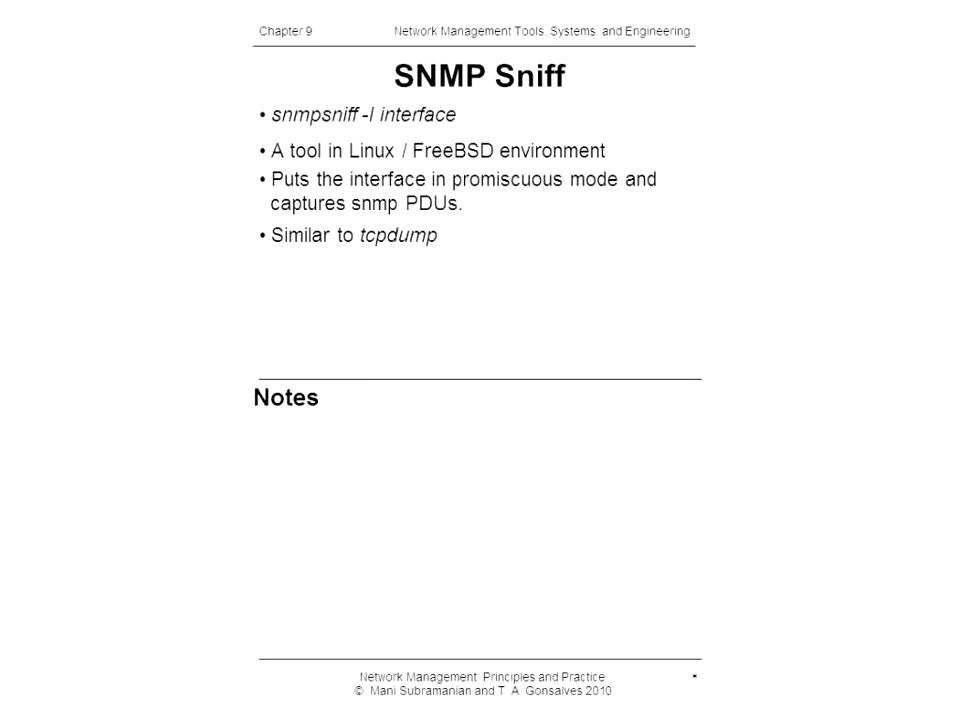 Chapter 9 Network Management Tools, Systems, and Engineering
SNMP Sniff
• snmpsniff -I interface
• A tool in Linux / FreeBSD environment
• Puts the interface in promiscuous mode and
captures snmp PDUs.
• Similar to tcpdump
Notes
Network Management: Principles and Practice *
© Mani Subramanian and T. A. Gonsalves 2010